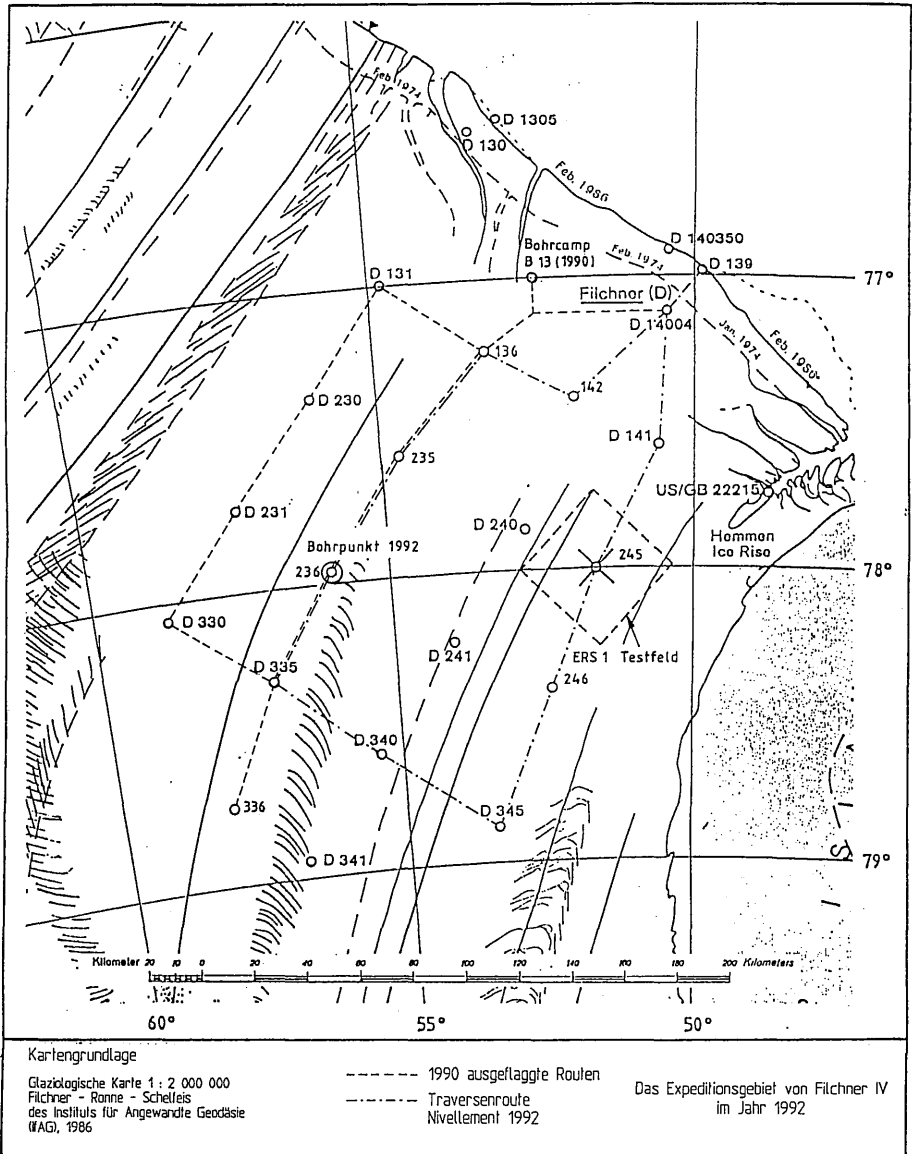 Feb. 1974
D 1305
D 130
Feb. 1986
Bohrcamp
B 13 (1990)
Feb. 1974
D 140350
D 139
D 131
77°
Filchner (D)
D 14004
Jan. 1974
Feb. 1986
136
142
D 230
D 141
235
US/GB 22215
D 231
D 240
Hemmen
Ice Rise
Bohrpunkt 1992
236
245
78°
D 330
D 241
ERS 1 Testfeld
D 335
246
D 340
336
D 345
D 341
79°
Kilometer 20 10 0 20 40 60 80 100 120 140 160 180 200 Kilometers
60° 55° 50°
Kartengrundlage
Glaziologische Karte 1 : 2 000 000
Filchner - Ronne - Schelfeis
des Instituts für Angewandte Geodäsie
(IfAG), 1986
1990 ausgeflaggte Routen
Traversenroute
Nivellement 1992
Das Expeditionsgebiet von Filchner IV
im Jahr 1992